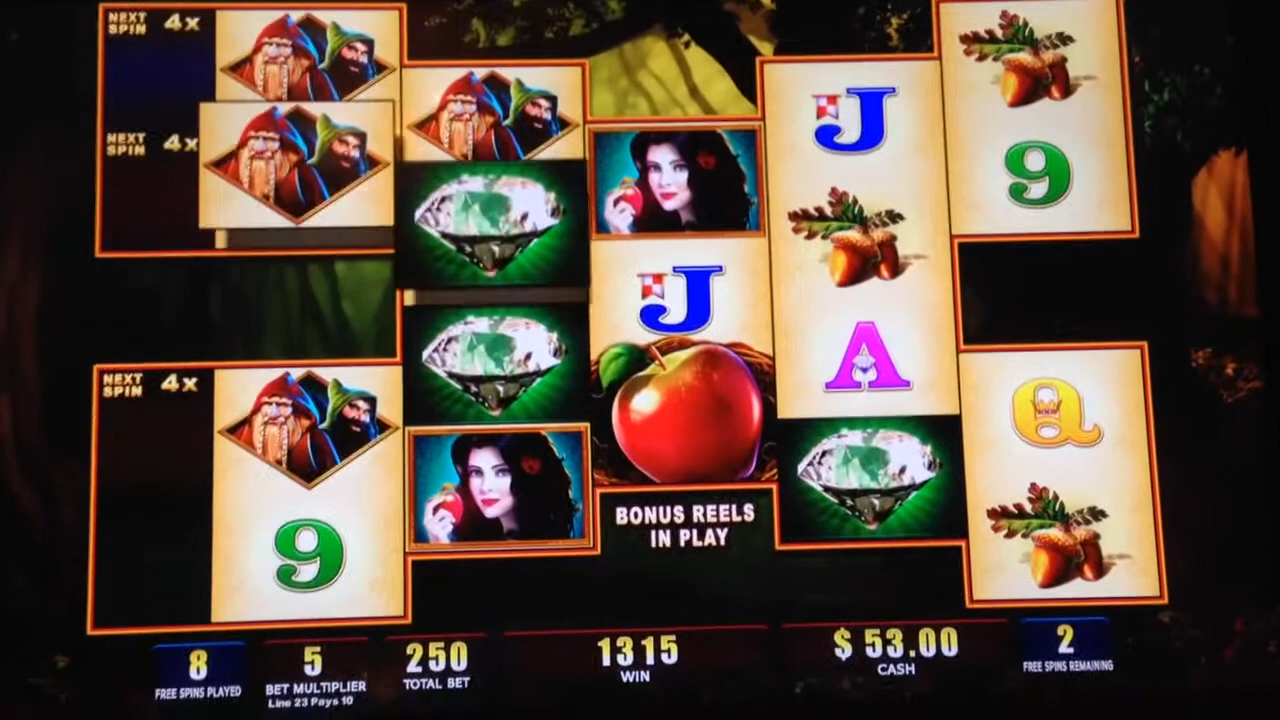 NEXT SPIN 4x
NEXT SPIN 4x
J
9
J
A
NEXT SPIN 4x
Q
9
BONUS REELS
IN PLAY
8
FREE SPINS PLAYED
5
BET MULTIPLIER
Line 23 Pays 10
250
TOTAL BET
1315
WIN
$ 53.00
CASH
2
FREE SPINS REMAINING